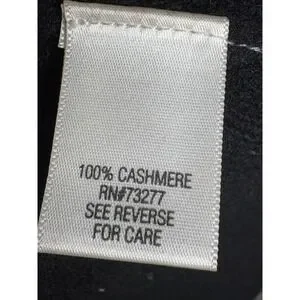 100% CASHMERE
RN#73277
SEE REVERSE
FOR CARE